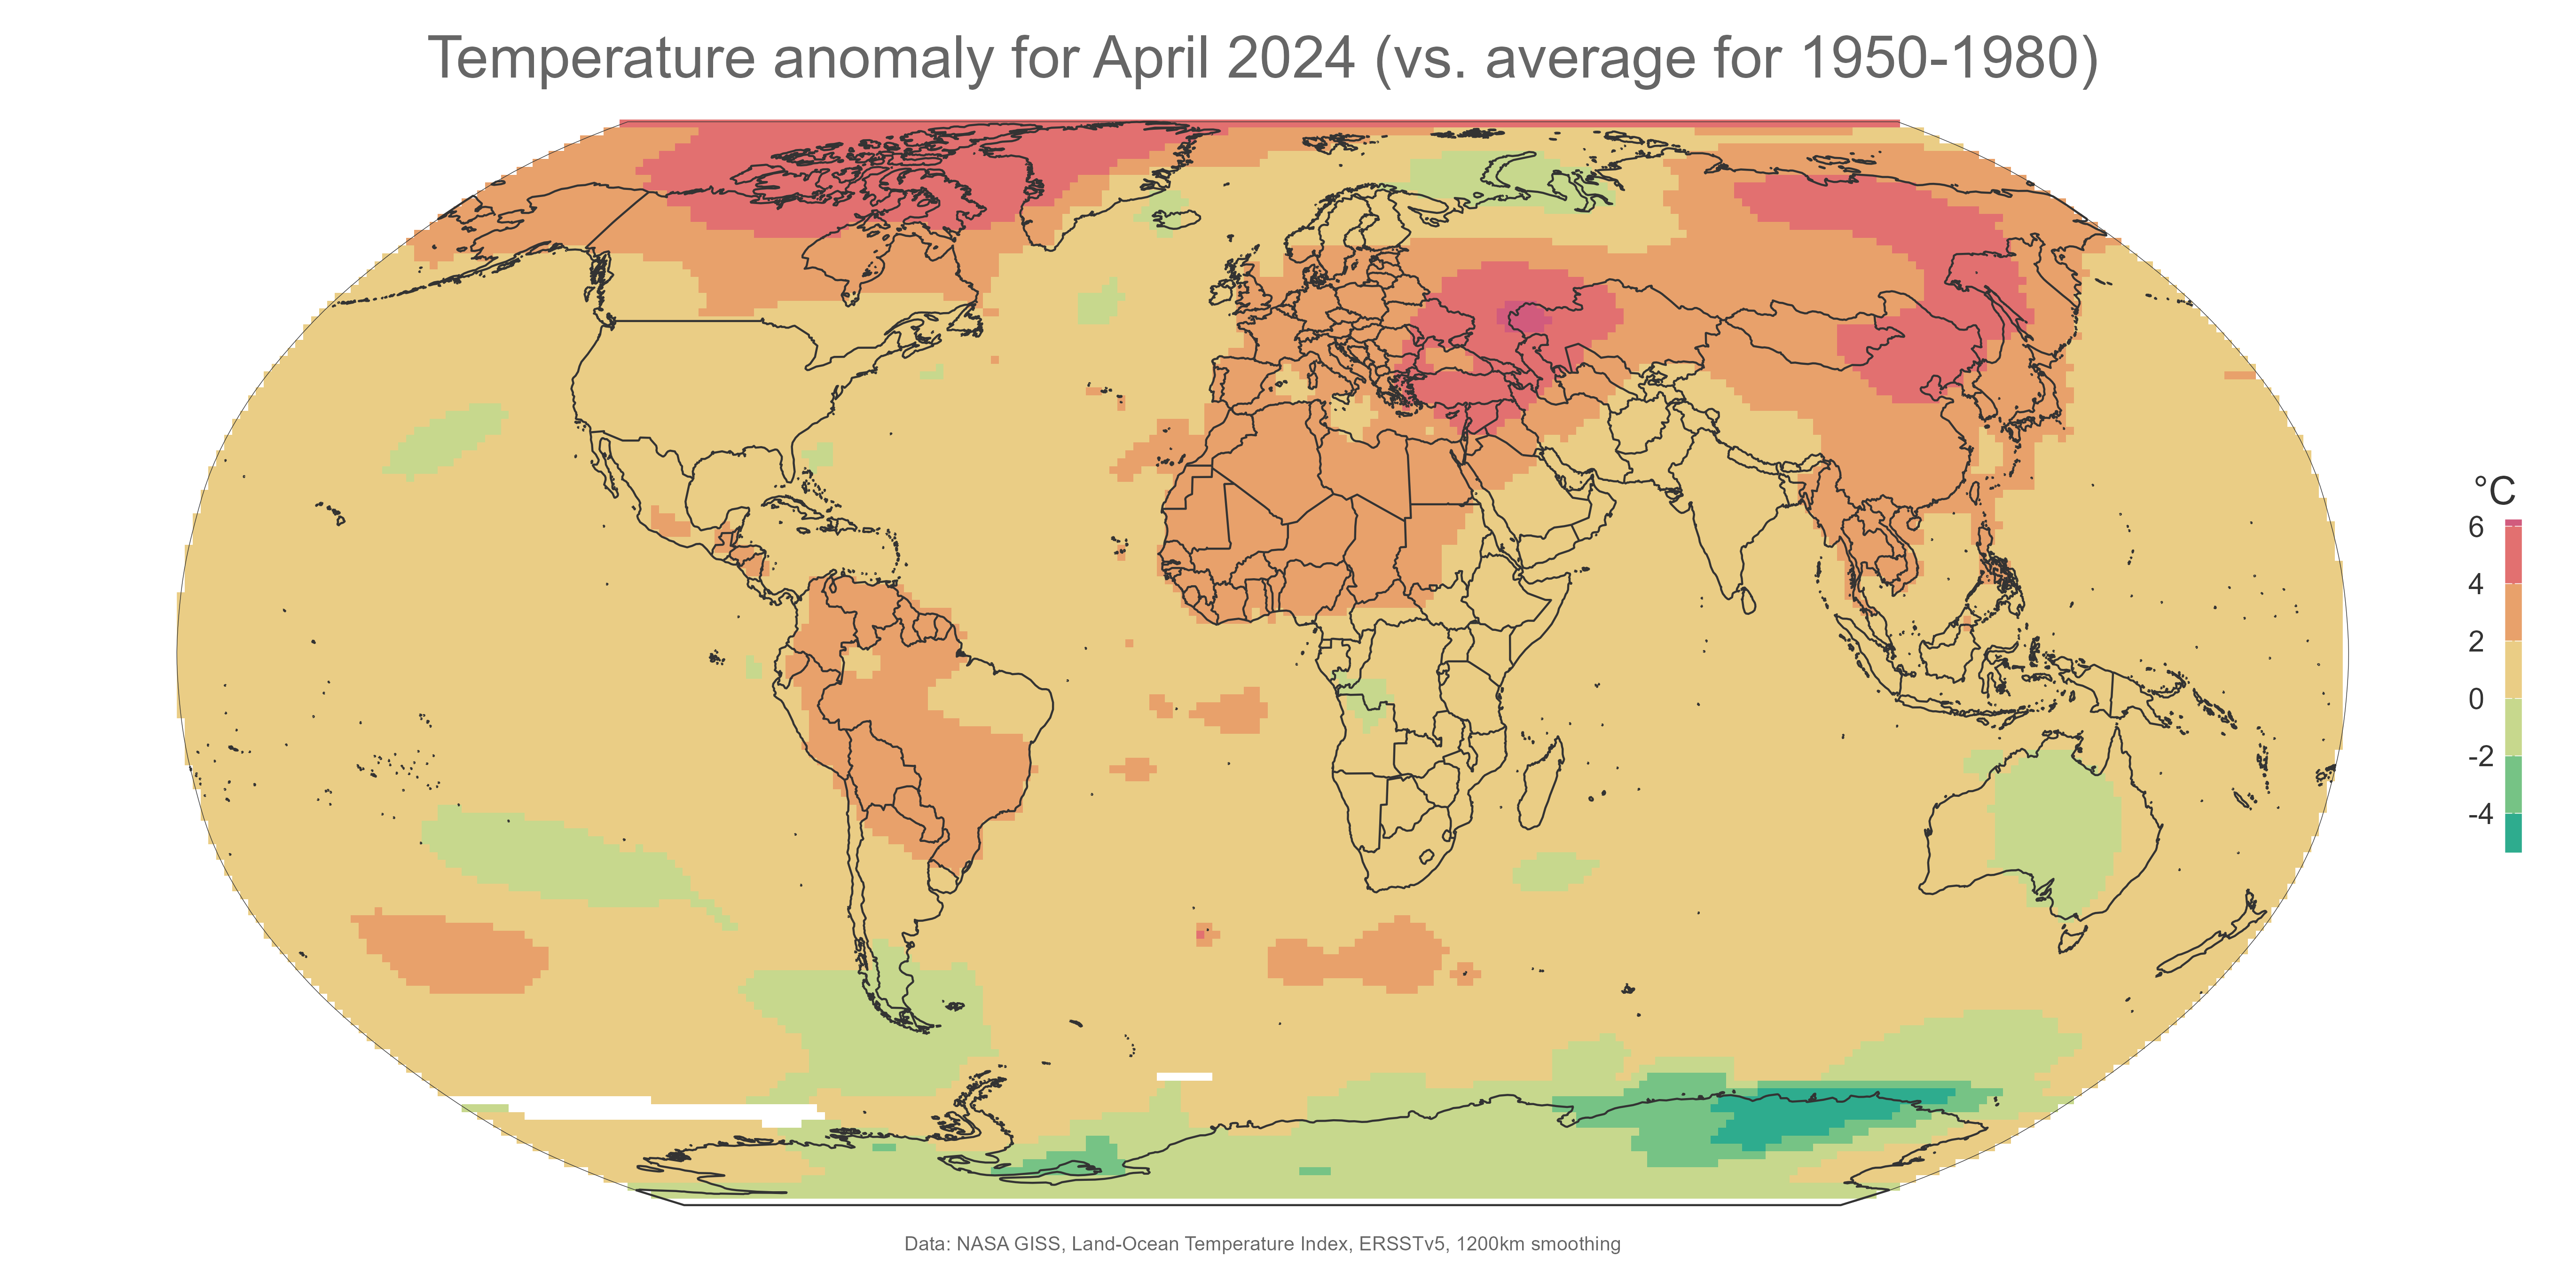 Temperature anomaly for April 2024 (vs. average for 1950-1980)
°C
6
4
2
0
-2
-4
Data: NASA GISS, Land-Ocean Temperature Index, ERSSTv5, 1200km smoothing